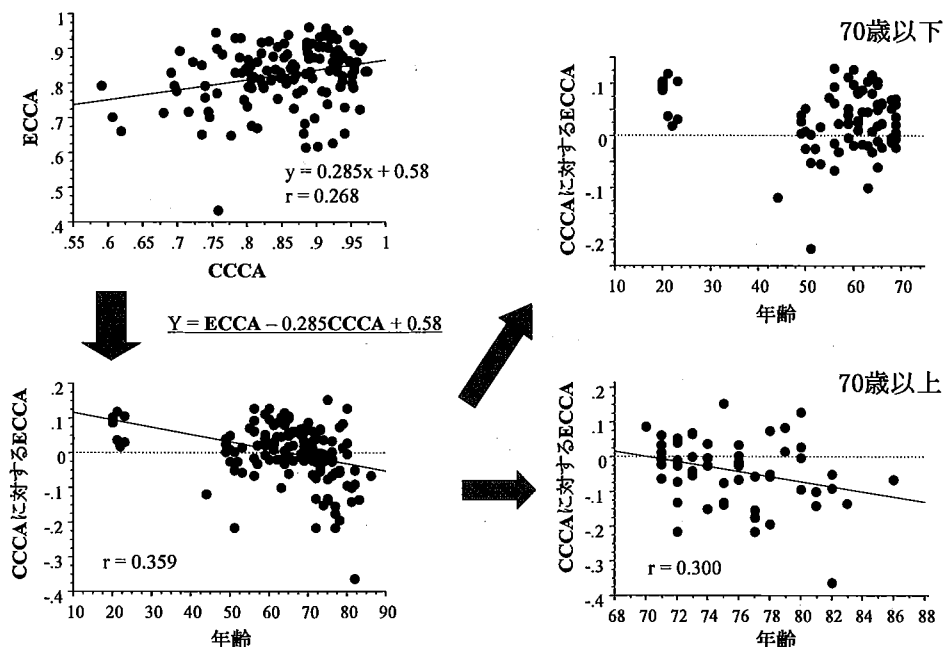 1
.9
.8
.7
.6
.5
.4
ECCA
y = 0.285x + 0.58
r = 0.268
.55 .6 .65 .7 .75 .8 .85 .9 .95 1
CCCA
Y = ECCA – 0.285CCCA + 0.58
70歳以下
.1
0
-.1
-.2
CCCAに対するECCA
10 20 30 40 50 60 70
年齢
.2
.1
0
-.1
-.2
-.3
-.4
CCCAに対するECCA
r = 0.359
10 20 30 40 50 60 70 80 90
年齢
70歳以上
.2
.1
0
-.1
-.2
-.3
-.4
CCCAに対するECCA
r = 0.300
68 70 72 74 76 78 80 82 84 86 88
年齢